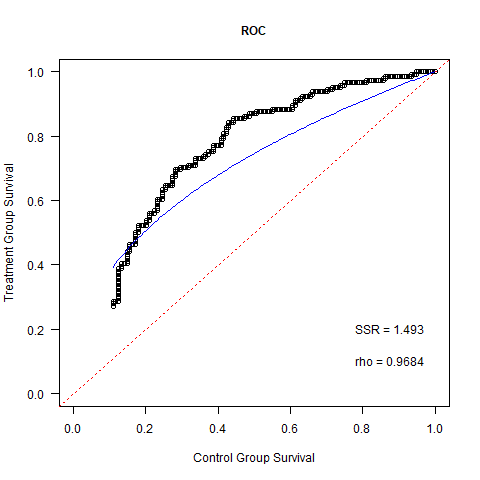 ROC
Treatment Group Survival
1.0
0.8
0.6
0.4
0.2
0.0
SSR = 1.493
rho = 0.9684
0.0 0.2 0.4 0.6 0.8 1.0
Control Group Survival